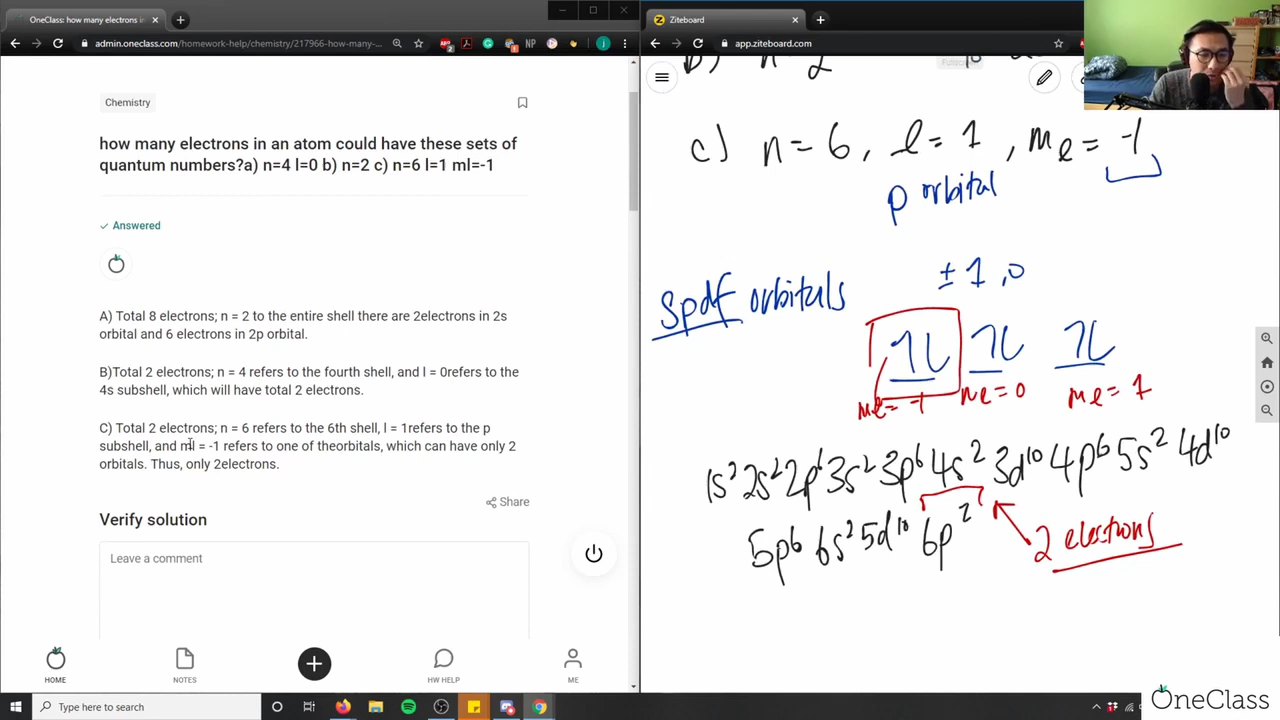 OneClass: how many electrons in
admin.oneclass.com/homework-help/chemistry/217966-how-many-...
Chemistry
how many electrons in an atom could have these sets of
quantum numbers?a) n=4 l=0 b) n=2 c) n=6 l=1 ml=-1
Answered
A) Total 8 electrons; n = 2 to the entire shell there are 2electrons in 2s
orbital and 6 electrons in 2p orbital.
B)Total 2 electrons; n = 4 refers to the fourth shell, and l = 0refers to the
4s subshell, which will have total 2 electrons.
C) Total 2 electrons; n = 6 refers to the 6th shell, l = 1refers to the p
subshell, and ml = -1 refers to one of theorbitals, which can have only 2
orbitals. Thus, only 2electrons.
Share
Verify solution
Leave a comment
HOME
NOTES
HW HELP
ME
Type here to search
Ziteboard
app.ziteboard.com
b) n=2
c) n=6, l=1, ml=-1
p orbital
±1,0
Spdf orbitals
ml=-1 ml=0 ml=1
1s² 2s² 2p⁶ 3s² 3p⁶ 4s² 3d¹⁰ 4p⁶ 5s² 4d¹⁰
5p⁶ 6s² 5d¹⁰ 6p²
2 electrons
OneClass